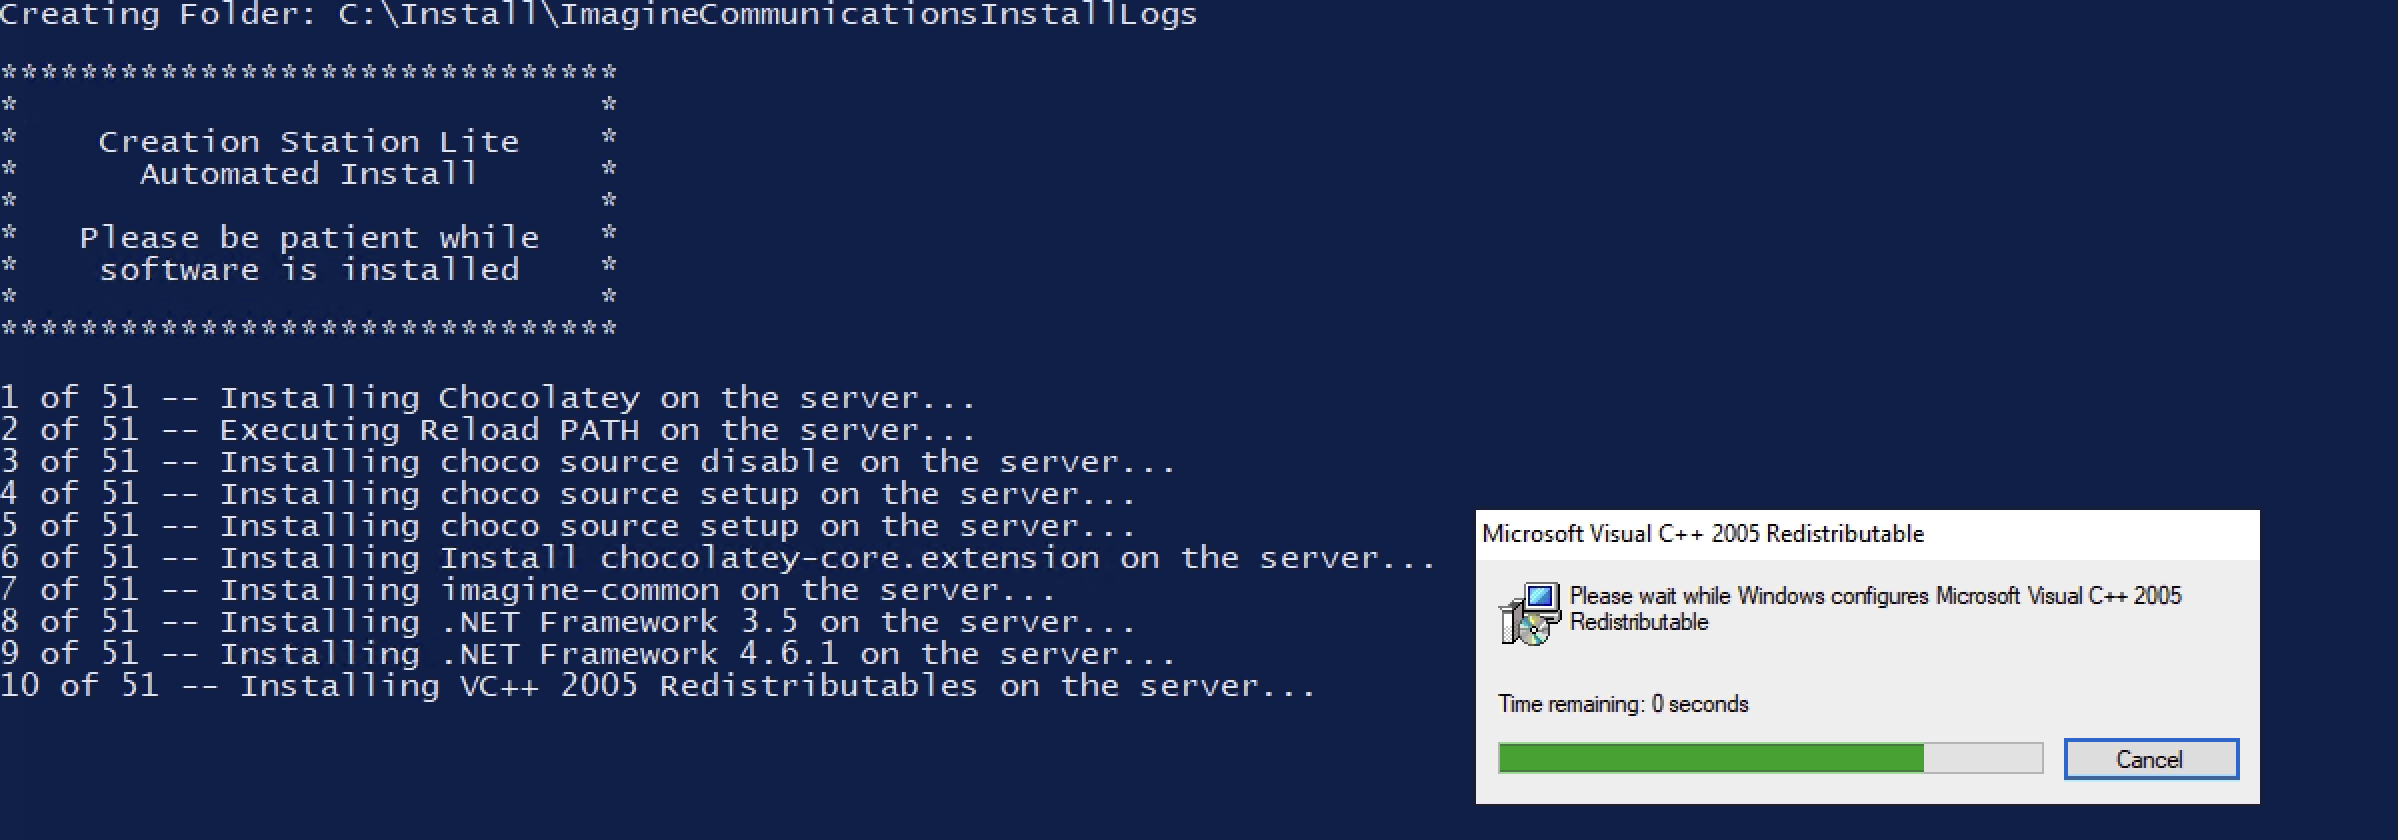 Creating Folder: C:\Install\ImagineCommunicationsInstallLogs
*******************************
* *
* Creation Station Lite *
* Automated Install *
* *
* Please be patient while *
* software is installed *
* *
*******************************
1 of 51 -- Installing Chocolatey on the server...
2 of 51 -- Executing Reload PATH on the server...
3 of 51 -- Installing choco source disable on the server...
4 of 51 -- Installing choco source setup on the server...
5 of 51 -- Installing choco source setup on the server...
6 of 51 -- Installing Install chocolatey-core.extension on the server...
7 of 51 -- Installing imagine-common on the server...
8 of 51 -- Installing .NET Framework 3.5 on the server...
9 of 51 -- Installing .NET Framework 4.6.1 on the server...
10 of 51 -- Installing VC++ 2005 Redistributables on the server...
Microsoft Visual C++ 2005 Redistributable
Please wait while Windows configures Microsoft Visual C++ 2005
Redistributable
Time remaining: 0 seconds
Cancel